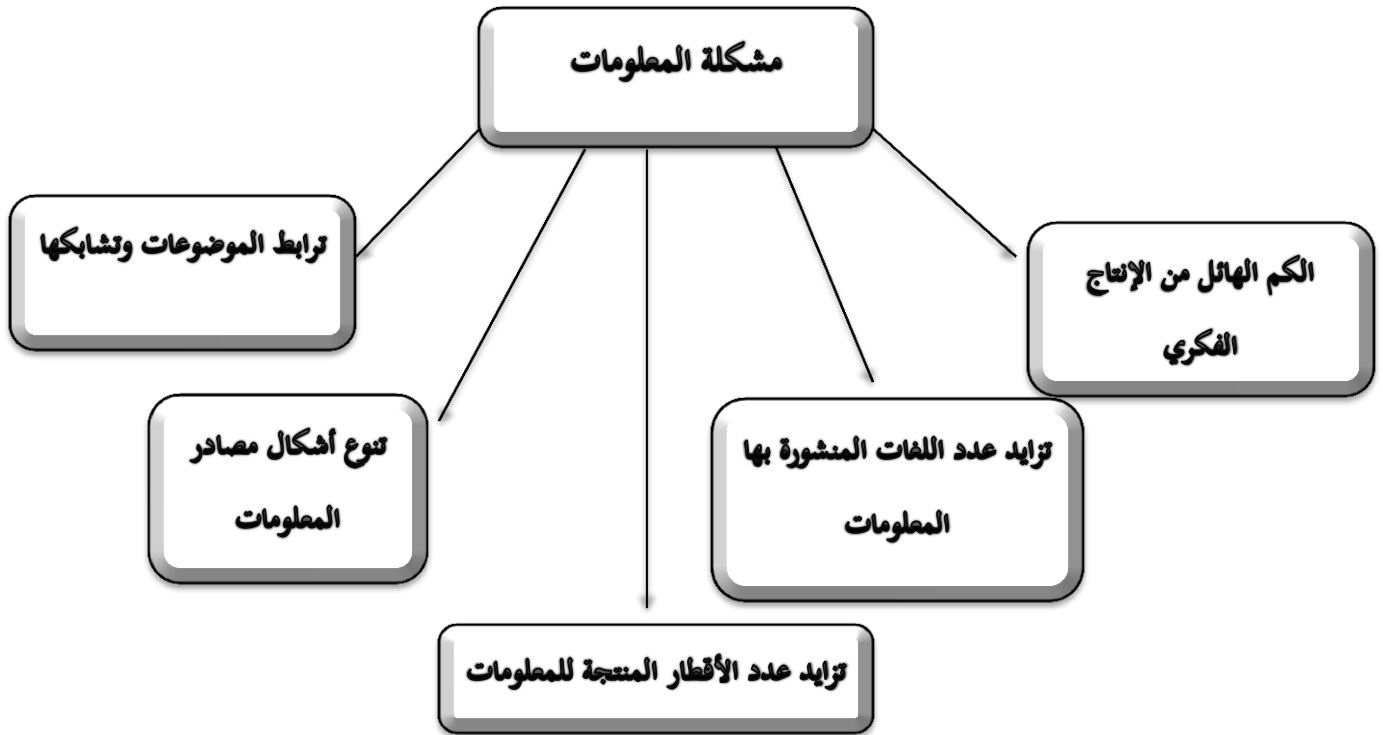 مشكلة المعلومات
الكم الهائل من الإنتاج
الفكري
تزايد عدد اللغات المنشورة بها
المعلومات
تزايد عدد الأقطار المنتجة للمعلومات
تنوع أشكال مصادر
المعلومات
ترابط الموضوعات وتشابكها